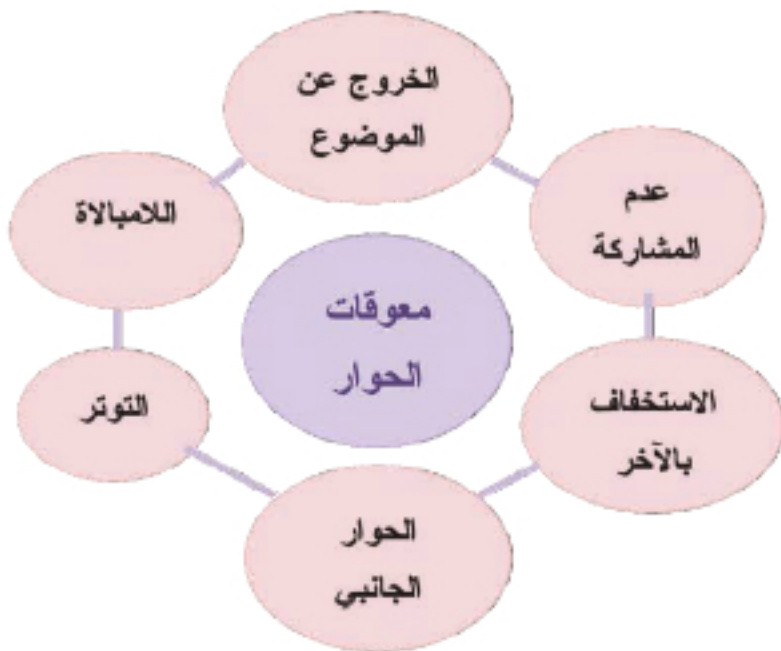 الخروج عن
الموضوع
عدم
المشاركة
اللامبالاة
معوقات
الحوار
الاستخفاف
بالآخر
التوتر
الحوار
الجانبي